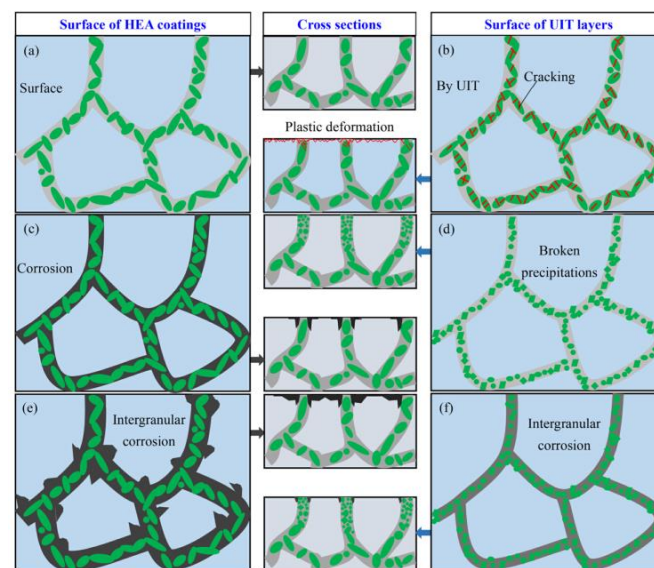 Surface of HEA coatings
Cross sections
Surface of UIT layers
(a)
Surface
(b)
By UIT
Cracking
Plastic deformation
(c)
Corrosion
(d)
Broken
precipitations
(e)
Intergranular
corrosion
(f)
Intergranular
corrosion